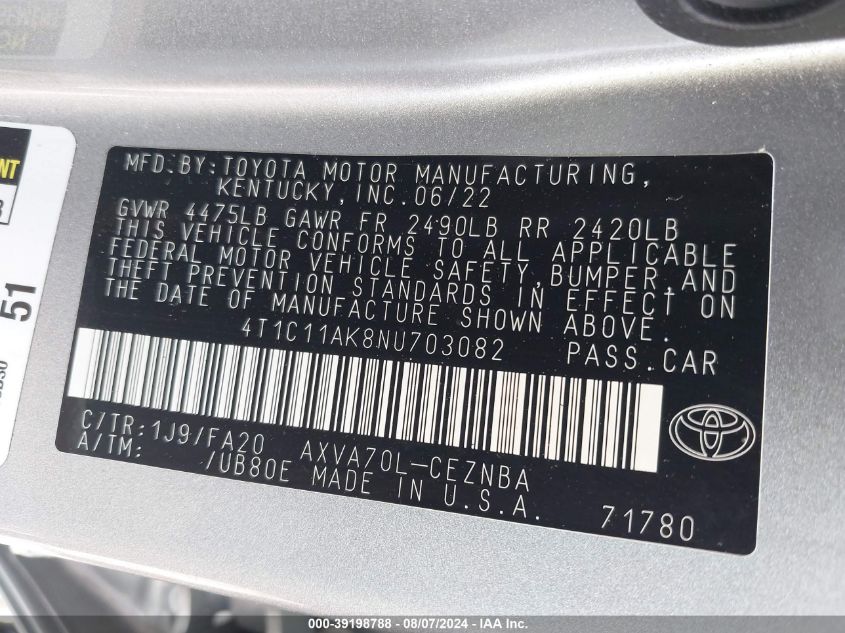 MFD.BY:TOYOTA MOTOR MANUFACTURING,
KENTUCKY,INC.06/22
GVWR 4475LB GAWR FR 2490LB RR 2420LB
THIS VEHICLE CONFORMS TO ALL APPLICABLE
FEDERAL MOTOR VEHICLE SAFETY,BUMPER,AND
THEFT PREVENTION STANDARDS IN EFFECT ON
THE DATE OF MANUFACTURE SHOWN ABOVE.
4T1C11AK8NU703082 PASS.CAR
C/TR:1J9/FA20 AXVA70L-CEZNBA
A/TM: /UB80E MADE IN U.S.A. 71780
51
000-39198788 - 08/07/2024 - IAA Inc.